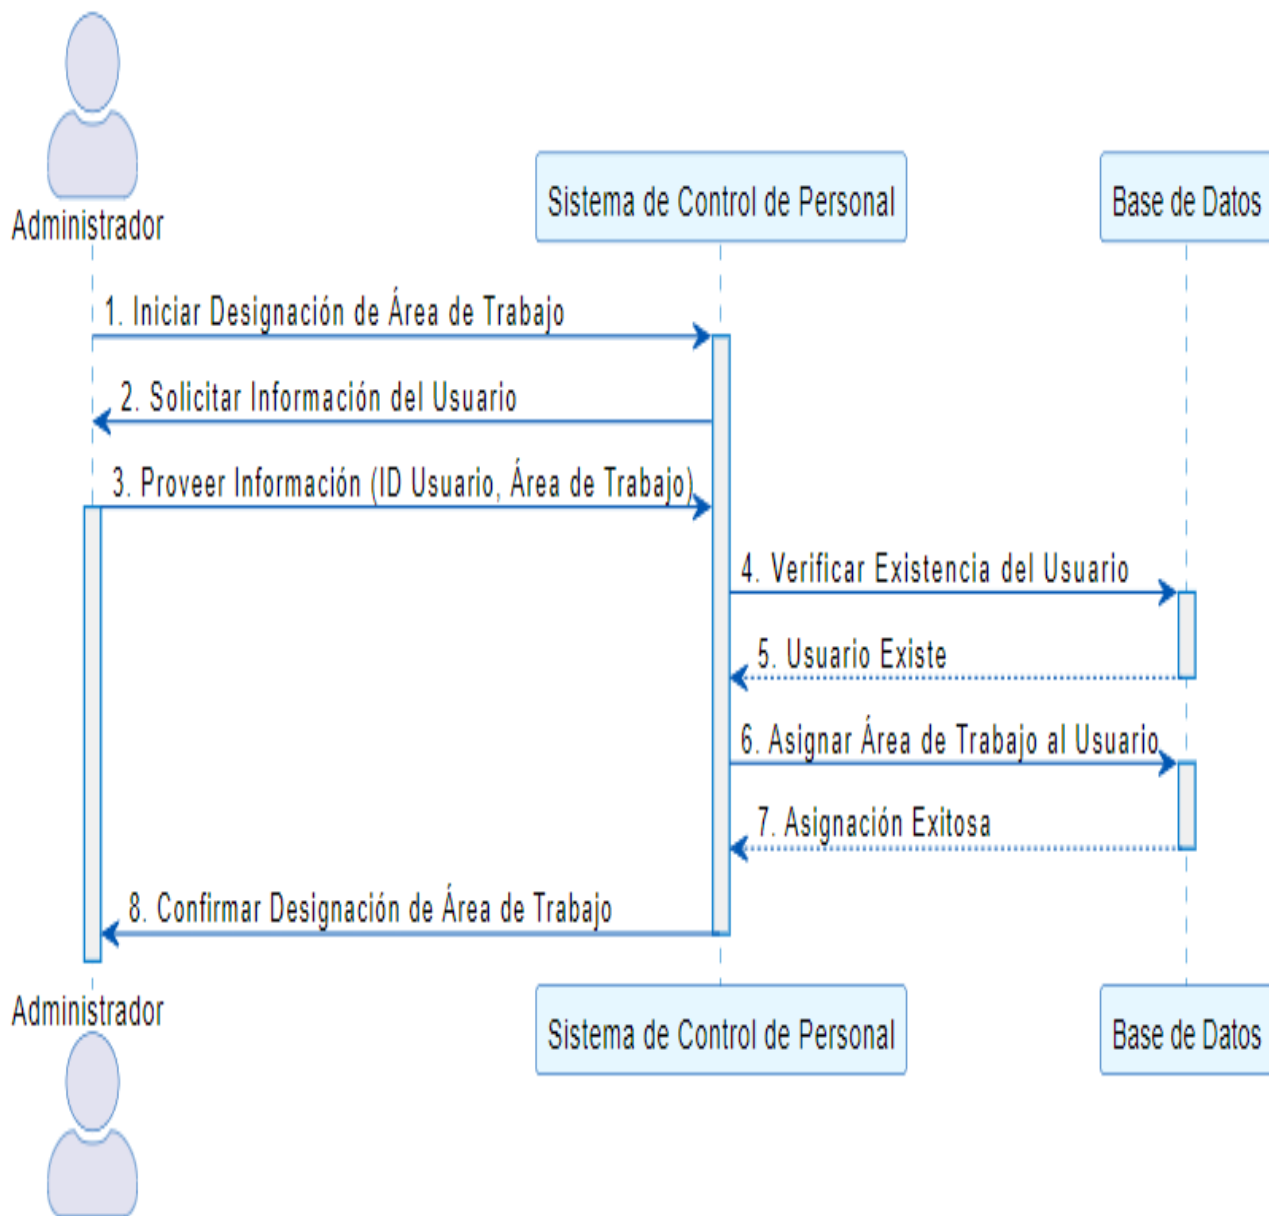 Administrador
Sistema de Control de Personal
Base de Datos
1. Iniciar Designación de Área de Trabajo
2. Solicitar Información del Usuario
3. Proveer Información (ID Usuario, Área de Trabajo)
4. Verificar Existencia del Usuario
5. Usuario Existe
6. Asignar Área de Trabajo al Usuario
7. Asignación Exitosa
8. Confirmar Designación de Área de Trabajo
Administrador
Sistema de Control de Personal
Base de Datos